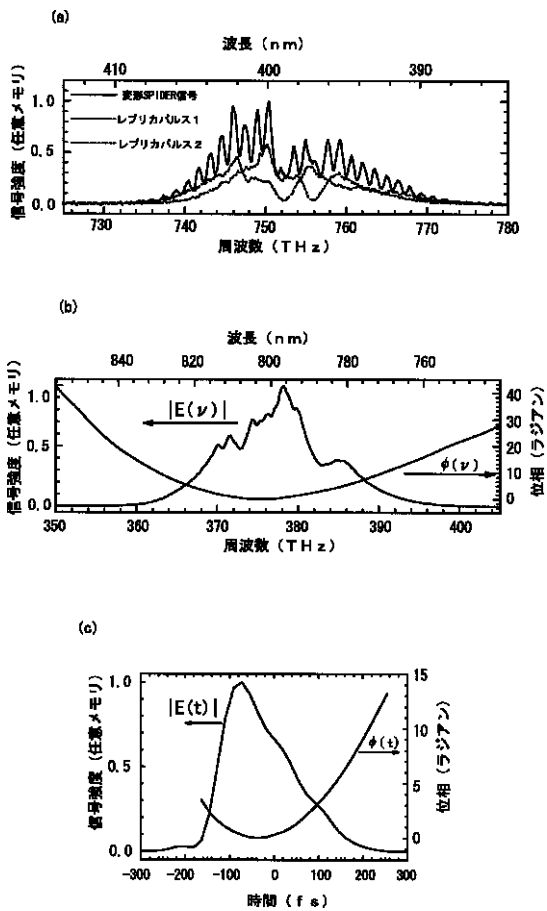 (a)
波長(nm)
410 400 390
変形SPIDER信号
レプリカパルス1
レプリカパルス2
信号強度(任意メモリ)
1.0
0.5
0.0
730 740 750 760 770 780
周波数(THz)
(b)
波長(nm)
840 820 800 780 760
信号強度(任意メモリ)
1.0
0.5
0.0
|E(ν)|
φ(ν)
40
30
20
10
0
位相(ラジアン)
350 360 370 380 390 400
周波数(THz)
(c)
信号強度(任意メモリ)
1.0
0.5
0.0
|E(t)|
φ(t)
15
10
5
0
位相(ラジアン)
-300 -200 -100 0 100 200 300
時間(fs)